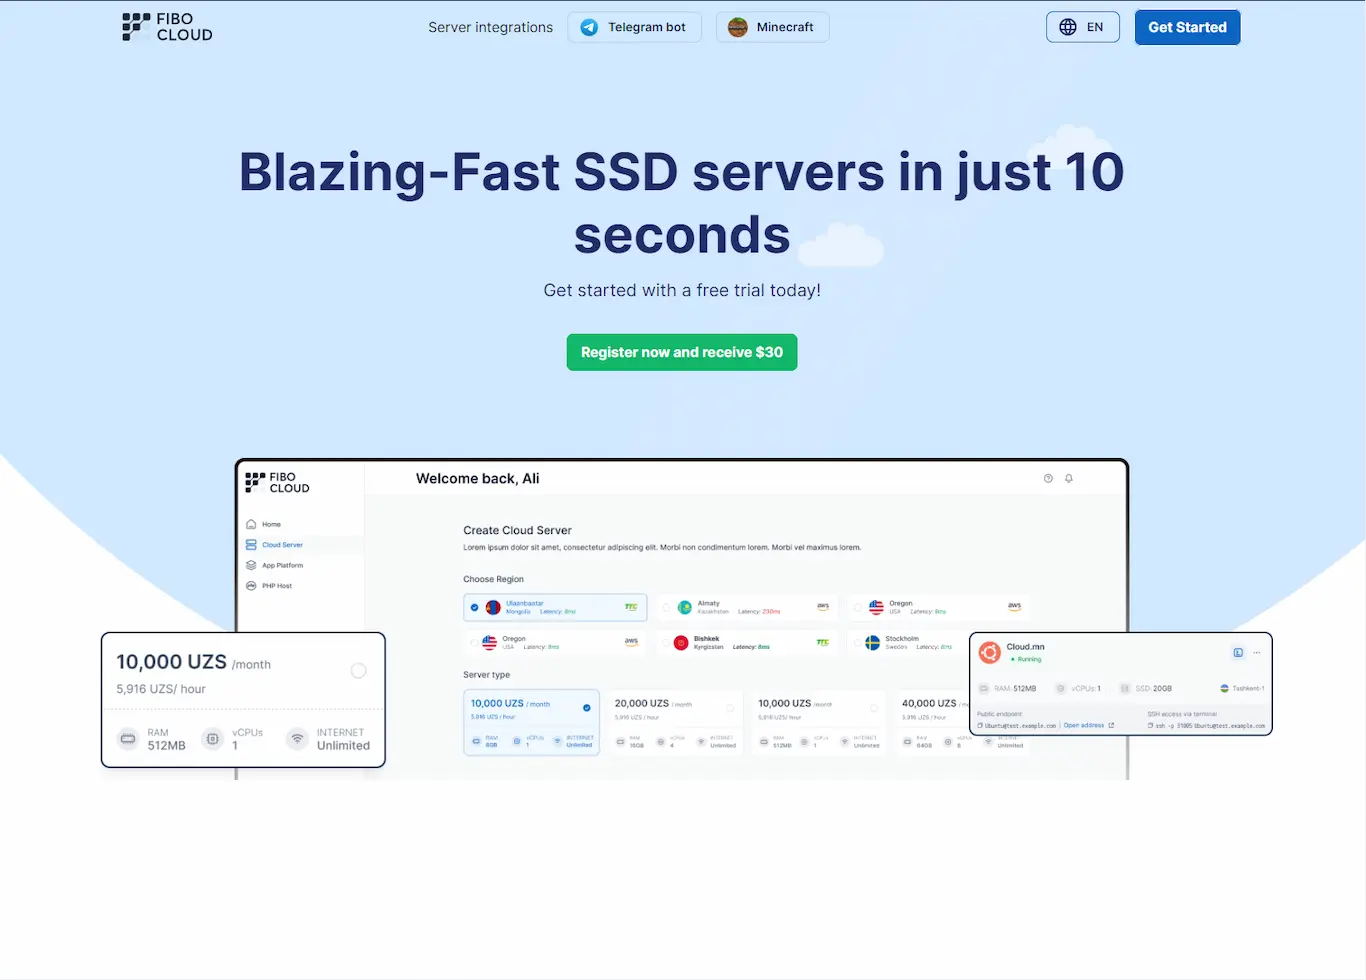 FIBO
CLOUD
Server integrations
Telegram bot
Minecraft
EN
Get Started
Blazing-Fast SSD servers in just 10
seconds
Get started with a free trial today!
Register now and receive $30
FIBO
CLOUD
Welcome back, Ali
Home
Cloud Server
App Platform
PHP Host
Create Cloud Server
Lorem ipsum dolor sit amet, consectetur adipiscing elit. Morbi non condimentum lorem. Morbi vel maximus lorem.
Choose Region
Ulaanbaatar
Mongolia Latency: 8ms
TTC
Almaty
Kazakhstan Latency: 250ms
aws
Oregon
USA Latency: 8ms
aws
Oregon
USA Latency: 8ms
aws
Bishkek
Kyrgizstan Latency: 8ms
TTC
Stockholm
Sweden Latency: 8ms
Server type
10,000 UZS / month
5,916 UZS / hour
RAM
8GB
vCPUs
1
INTERNET
Unlimited
20,000 UZS / month
5,916 UZS / hour
RAM
16GB
vCPUs
4
INTERNET
Unlimited
10,000 UZS /month
5,916 UZS/ hour
RAM
512MB
vCPUs
1
INTERNET
Unlimited
40,000 UZS
5,916 UZS / hour
RAM
64GB
8
Unlimited
10,000 UZS /month
5,916 UZS/ hour
RAM
512MB
vCPUs
1
INTERNET
Unlimited
Cloud.mn
Running
RAM: 512MB
vCPUs: 1
SSD: 20GB
Tashkent-1
Public endpoint
Ubuntu@test.example.com
Open address
SSH access via terminal
ssh -p 31005 Ubuntu@test.example.com